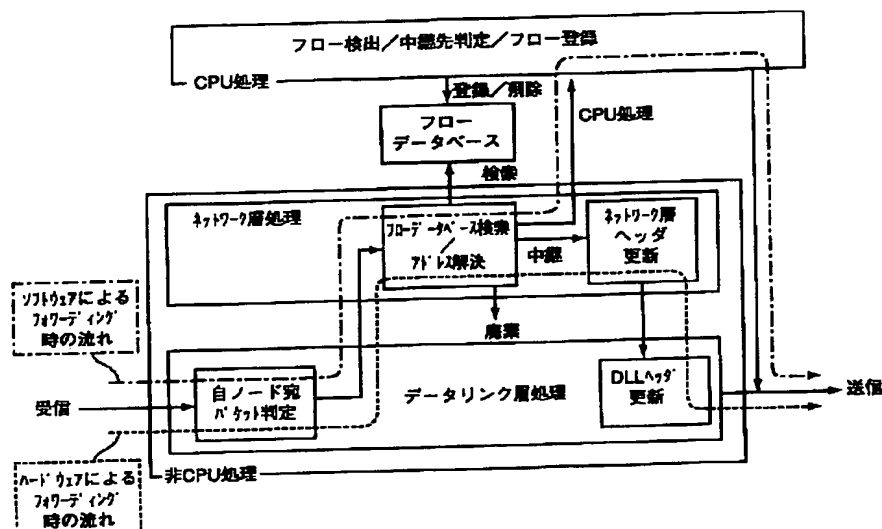 フロー検出／中継先判定／フロー登録
CPU処理
登録／削除
CPU処理
フロー
データベース
検索
ネットワーク層処理
フローデータベース検索
／
アドレス解決
中継
ネットワーク層
ヘッダ
更新
ソフトウェアによる
フォワーディング
時の流れ
廃棄
受信
自ノード宛
パケット判定
データリンク層処理
DLLヘッダ
更新
送信
非CPU処理
ハードウェアによる
フォワーディング
時の流れ